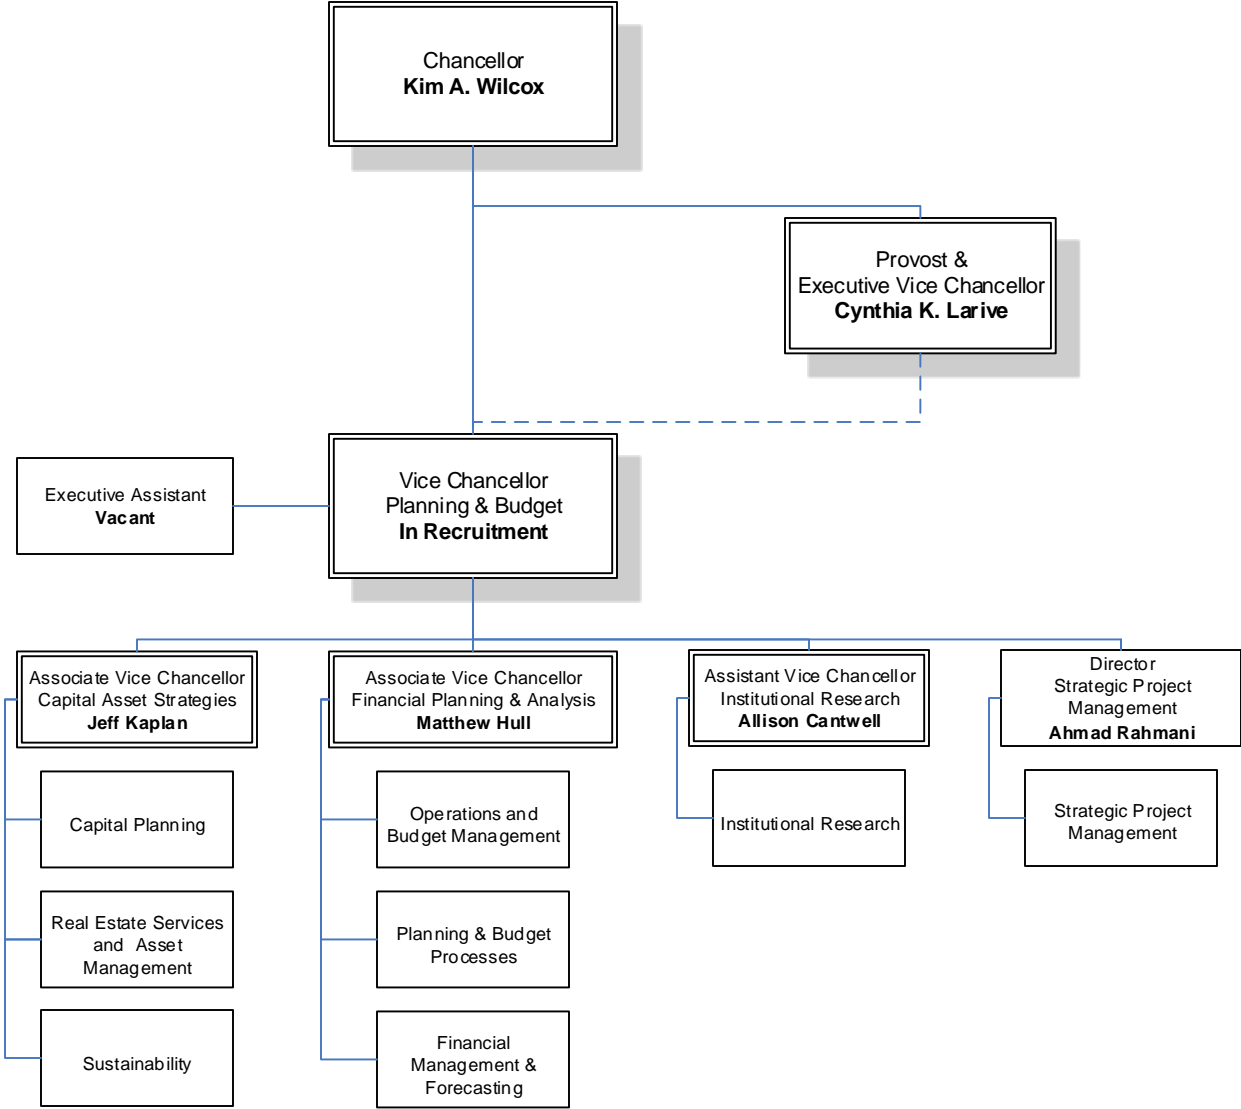 Chancellor
Kim A. Wilcox
Provost &
Executive Vice Chancellor
Cynthia K. Larive
Vice Chancellor
Planning & Budget
In Recruitment
Executive Assistant
Vacant
Associate Vice Chancellor
Capital Asset Strategies
Jeff Kaplan
Associate Vice Chancellor
Financial Planning & Analysis
Matthew Hull
Assistant Vice Chancellor
Institutional Research
Allison Cantwell
Director
Strategic Project
Management
Ahmad Rahmani
Capital Planning
Operations and
Budget Management
Institutional Research
Strategic Project
Management
Real Estate Services
and Asset
Management
Planning & Budget
Processes
Sustainability
Financial
Management &
Forecasting